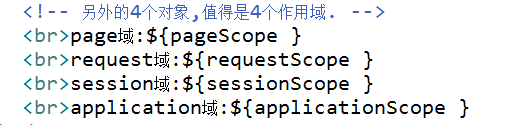 <!-- 另外的4个对象,值得是4个作用域. -->
<br>page域:${pageScope }
<br>request域:${requestScope }
<br>session域:${sessionScope }
<br>application域:${applicationScope }